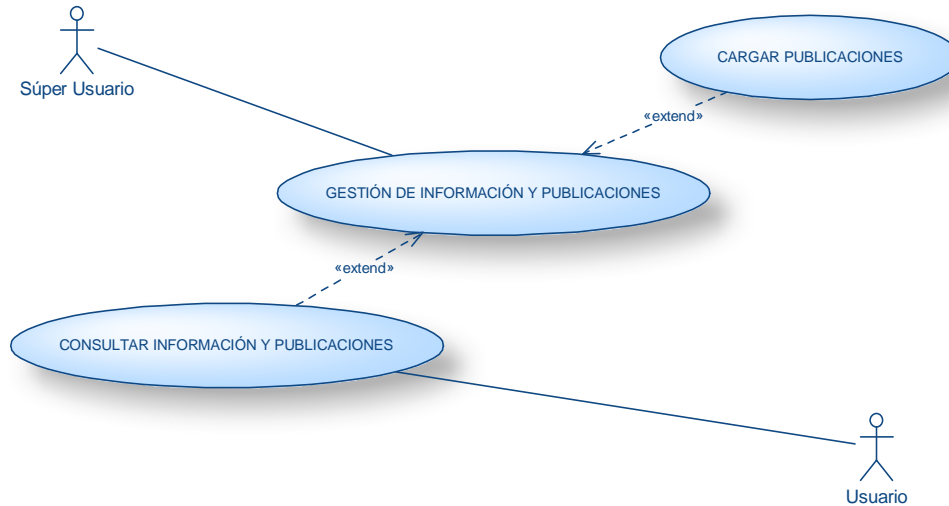 Súper Usuario
CARGAR PUBLICACIONES
«extend»
GESTIÓN DE INFORMACIÓN Y PUBLICACIONES
«extend»
CONSULTAR INFORMACIÓN Y PUBLICACIONES
Usuario